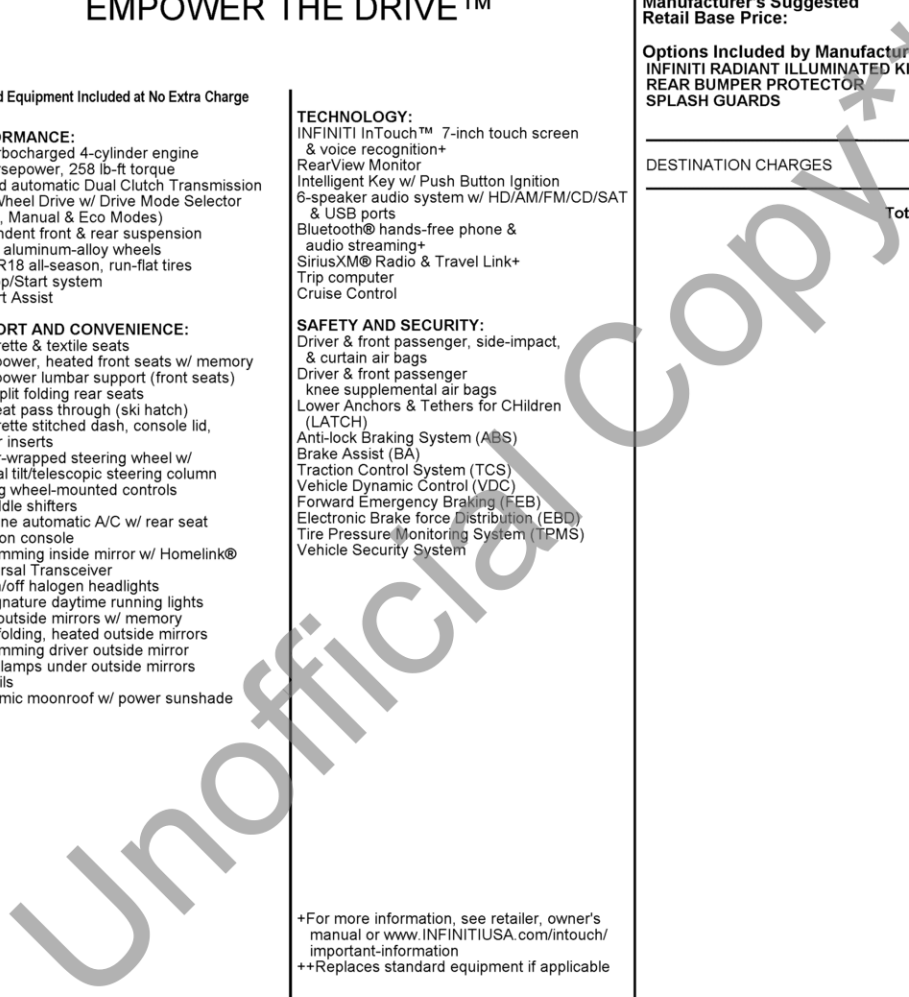 EMPOWER THE DRIVE™
Equipment Included at No Extra Charge
RMANCE:
rbocharged 4-cylinder engine
sepower, 258 lb-ft torque
d automatic Dual Clutch Transmission
Wheel Drive w/ Drive Mode Selector
, Manual & Eco Modes)
ndent front & rear suspension
aluminum-alloy wheels
R18 all-season, run-flat tires
p/Start system
t Assist
ORT AND CONVENIENCE:
ette & textile seats
power, heated front seats w/ memory
power lumbar support (front seats)
plit folding rear seats
eat pass through (ski hatch)
ette stitched dash, console lid,
r inserts
r-wrapped steering wheel w/
al tilt/telescopic steering column
g wheel-mounted controls
ddle shifters
ne automatic A/C w/ rear seat
on console
mming inside mirror w/ Homelink®
rsal Transceiver
/off halogen headlights
gnature daytime running lights
outside mirrors w/ memory
folding, heated outside mirrors
mming driver outside mirror
lamps under outside mirrors
ils
mic moonroof w/ power sunshade
TECHNOLOGY:
INFINITI InTouch™ 7-inch touch screen
& voice recognition+
RearView Monitor
Intelligent Key w/ Push Button Ignition
6-speaker audio system w/ HD/AM/FM/CD/SAT
& USB ports
Bluetooth® hands-free phone &
audio streaming+
SiriusXM® Radio & Travel Link+
Trip computer
Cruise Control
SAFETY AND SECURITY:
Driver & front passenger, side-impact,
& curtain air bags
Driver & front passenger
knee supplemental air bags
Lower Anchors & Tethers for CHildren
(LATCH)
Anti-lock Braking System (ABS)
Brake Assist (BA)
Traction Control System (TCS)
Vehicle Dynamic Control (VDC)
Forward Emergency Braking (FEB)
Electronic Brake force Distribution (EBD)
Tire Pressure Monitoring System (TPMS)
Vehicle Security System
+For more information, see retailer, owner's
manual or www.INFINITIUSA.com/intouch/
important-information
++Replaces standard equipment if applicable
Manufacturer's Suggested
Retail Base Price:
Options Included by Manufactur
INFINITI RADIANT ILLUMINATED KI
REAR BUMPER PROTECTOR
SPLASH GUARDS
DESTINATION CHARGES
Tot
Unofficial Copy**